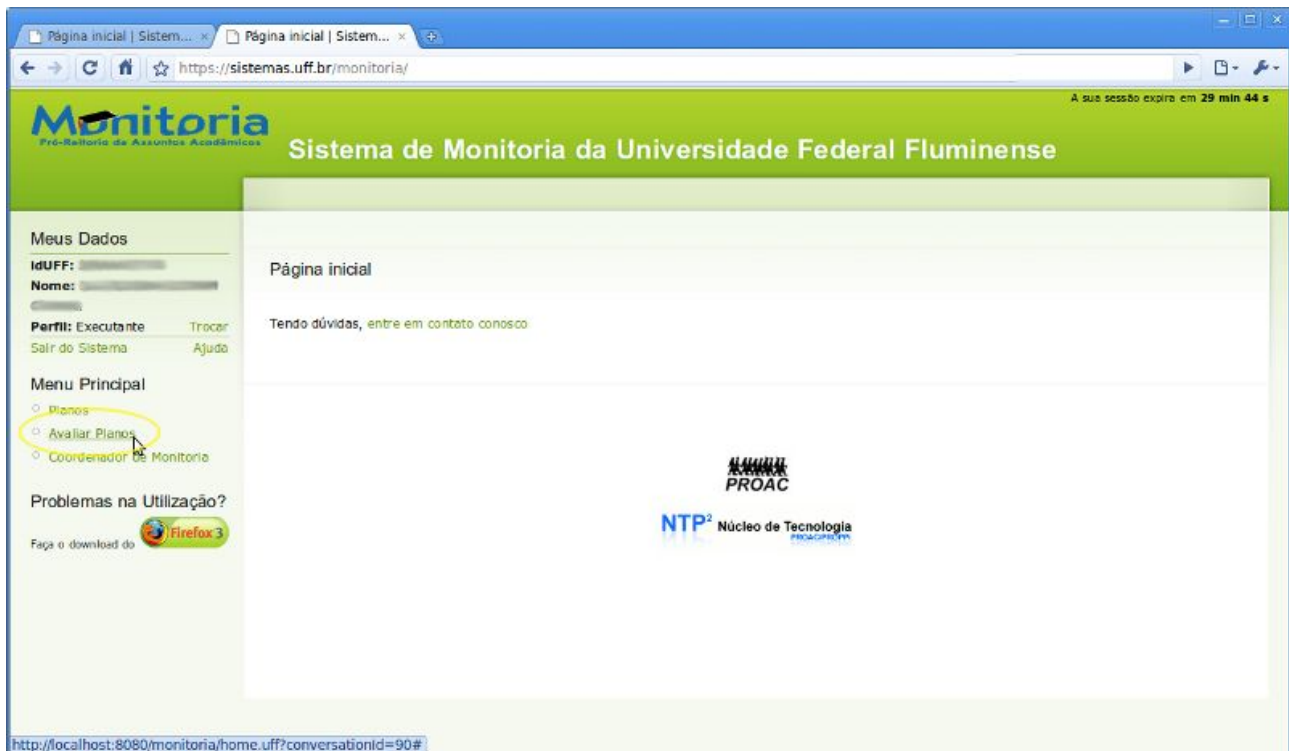 Página inicial | Sistem...
Página inicial | Sistem...
https://sistemas.uff.br/monitoria/
A sua sessão expira em 29 min 44 s
Monitoria
Pró-Reitoria de Assuntos Acadêmicos
Sistema de Monitoria da Universidade Federal Fluminense
Meus Dados
IdUFF:
Nome:
Perfil: Executante Trocar
Sair do Sistema Ajuda
Menu Principal
Planos
Avaliar Planos
Coordenador de Monitoria
Problemas na Utilização?
Faça o download do Firefox 3
Página inicial
Tendo dúvidas, entre em contato conosco
PROAC
NTP² Núcleo de Tecnologia
PROAC/PROPPI
http://localhost:8080/monitoria/home.uff?conversationId=90#